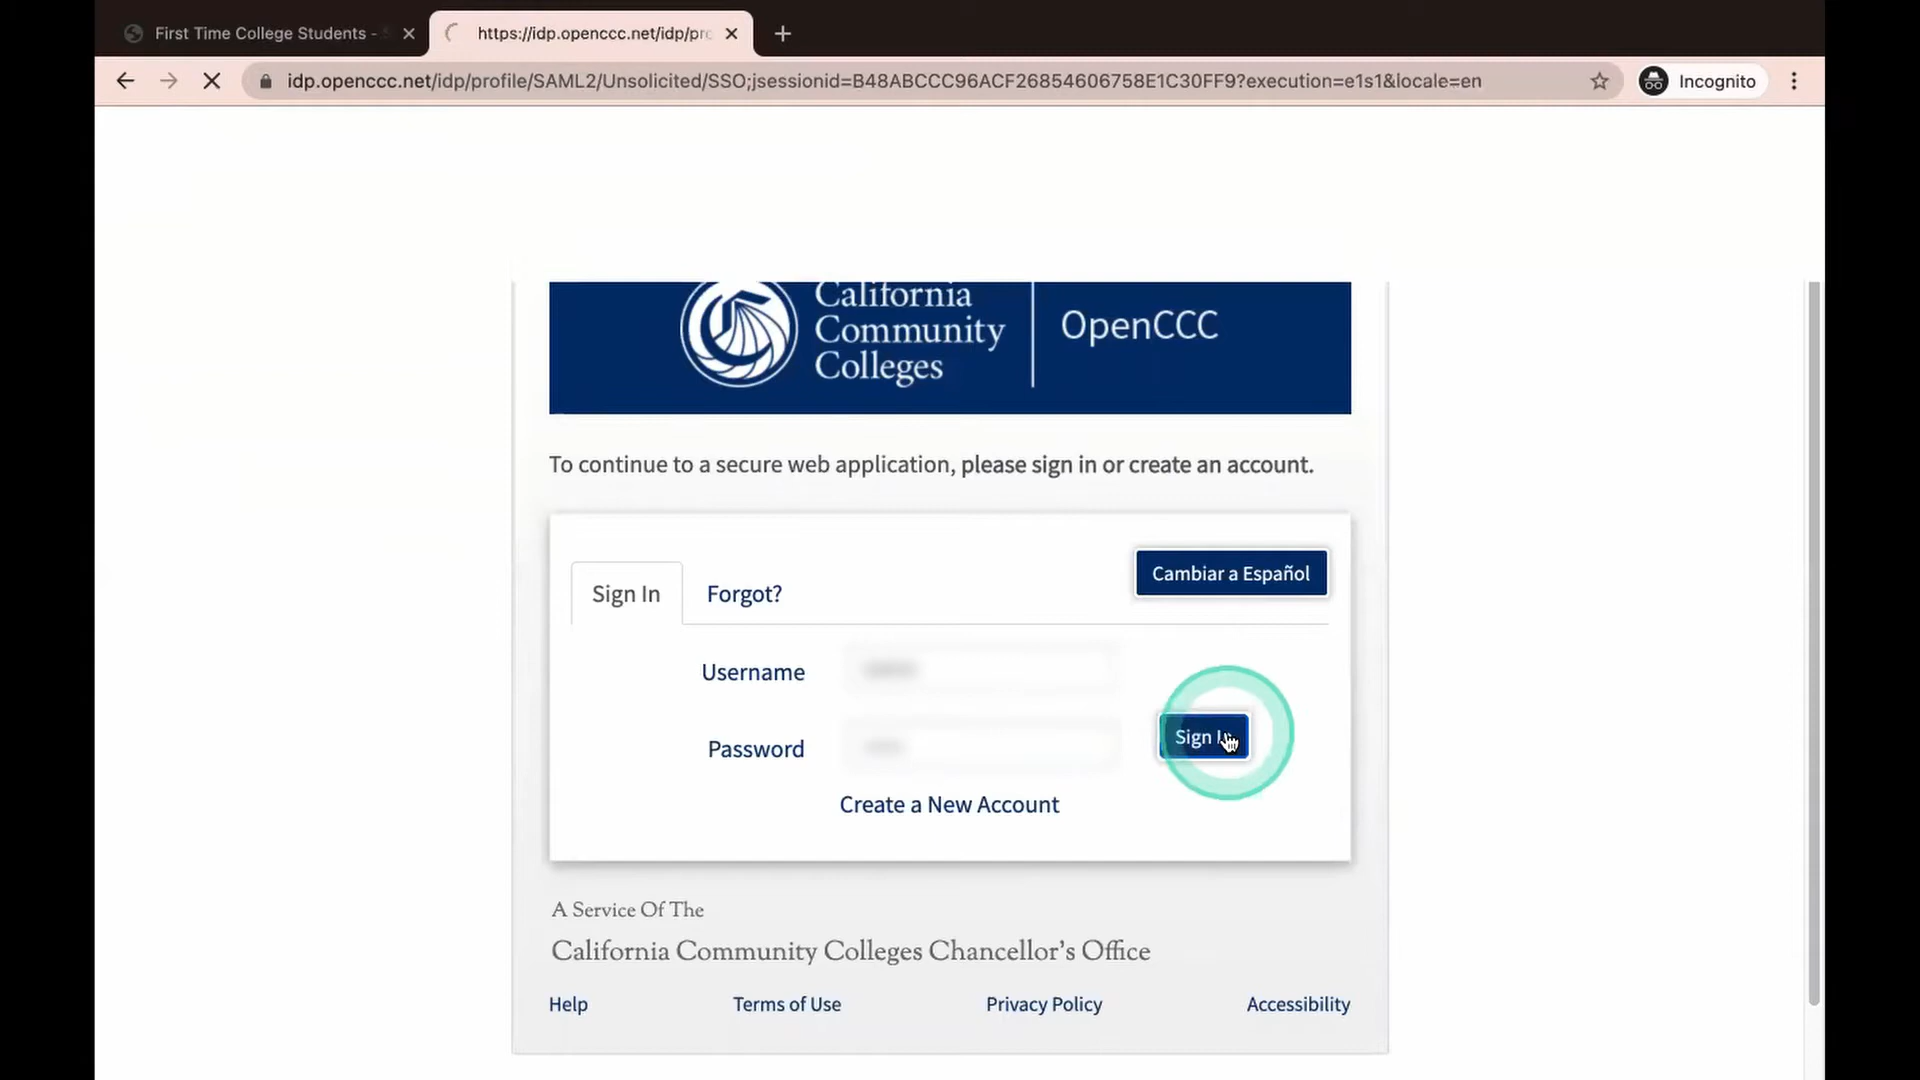 First Time College Students -
https://idp.openccc.net/idp/pro
idp.openccc.net/idp/profile/SAML2/Unsolicited/SSO;jsessionid=B48ABCCC96ACF26854606758E1C30FF9?execution=e1s1&locale=en
Incognito
California
Community
Colleges
OpenCCC
To continue to a secure web application, please sign in or create an account.
Sign In
Forgot?
Cambiar a Español
Username
Password
Sign In
Create a New Account
A Service Of The
California Community Colleges Chancellor's Office
Help
Terms of Use
Privacy Policy
Accessibility